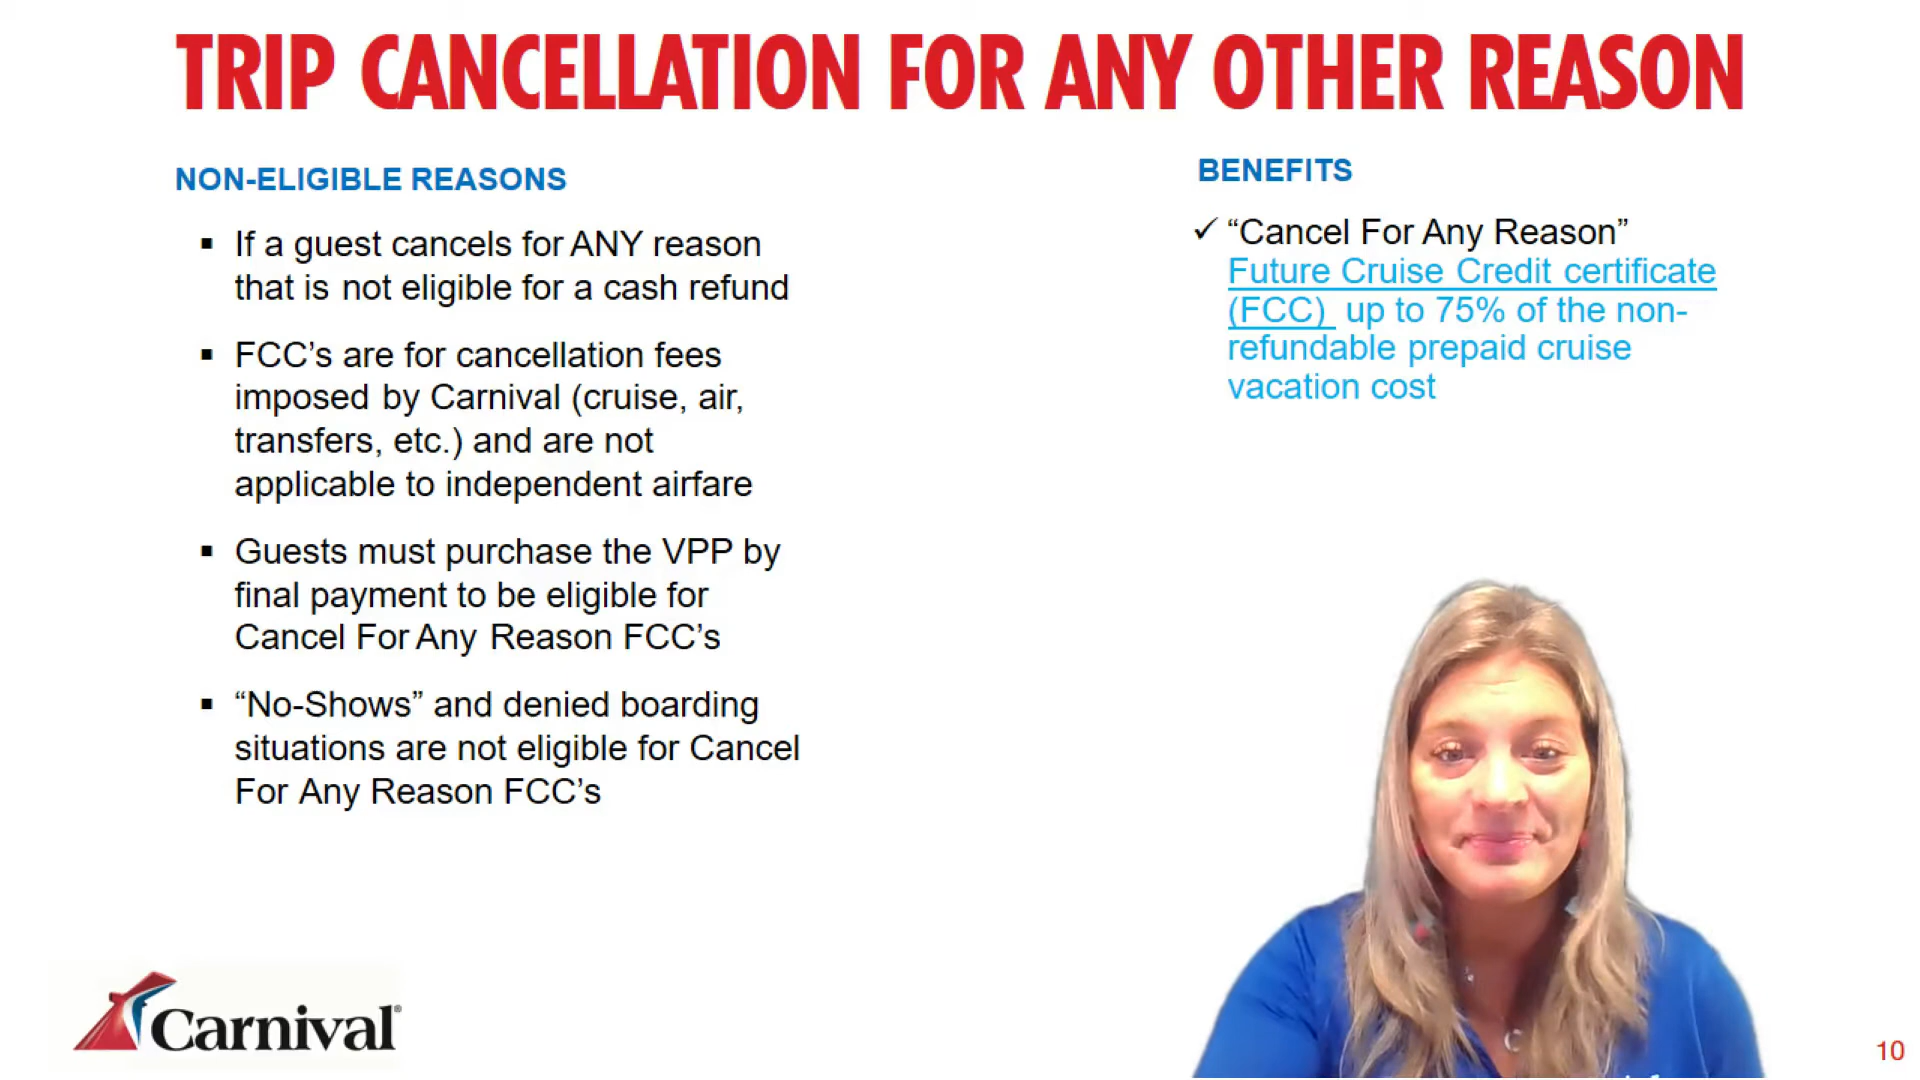 TRIP CANCELLATION FOR ANY OTHER REASON
NON-ELIGIBLE REASONS
▪ If a guest cancels for ANY reason
that is not eligible for a cash refund
▪ FCC’s are for cancellation fees
imposed by Carnival (cruise, air,
transfers, etc.) and are not
applicable to independent airfare
▪ Guests must purchase the VPP by
final payment to be eligible for
Cancel For Any Reason FCC’s
▪ “No-Shows” and denied boarding
situations are not eligible for Cancel
For Any Reason FCC’s
BENEFITS
✓ “Cancel For Any Reason”
Future Cruise Credit certificate
(FCC) up to 75% of the non-
refundable prepaid cruise
vacation cost
Carnival®
10